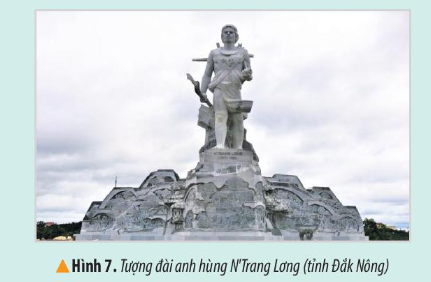 ▲Hình 7. Tượng đài anh hùng N'Trang Lơng (tỉnh Đắk Nông)